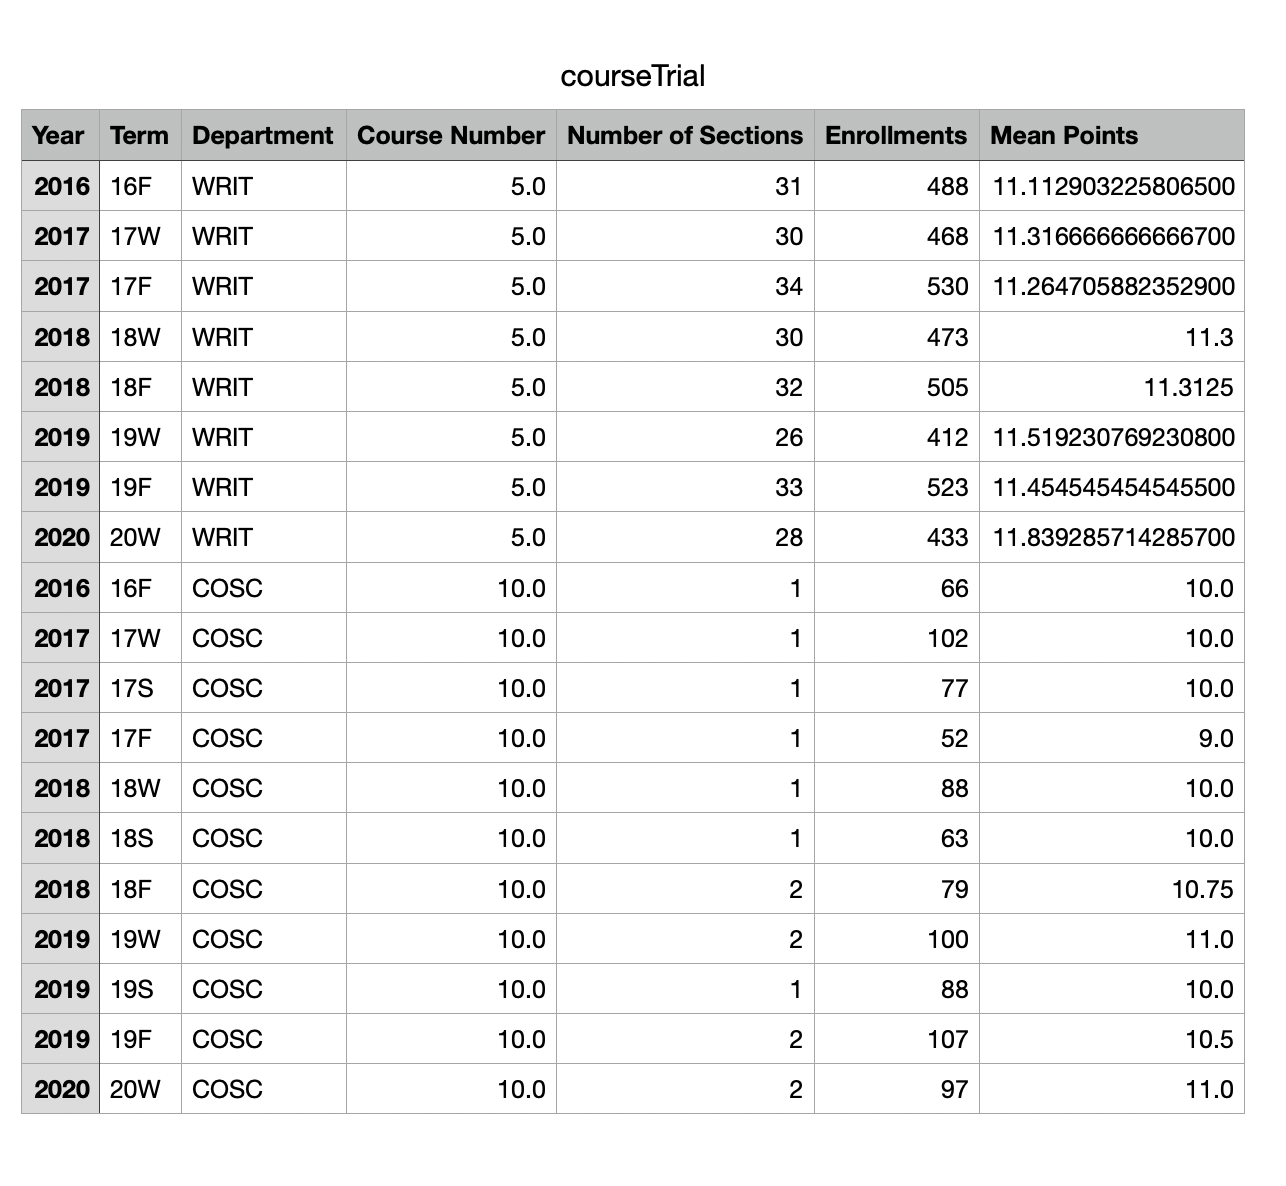 courseTrial
Year Term Department Course Number Number of Sections Enrollments Mean Points
2016 16F WRIT 5.0 31 488 11.112903225806500
2017 17W WRIT 5.0 30 468 11.316666666666700
2017 17F WRIT 5.0 34 530 11.264705882352900
2018 18W WRIT 5.0 30 473 11.3
2018 18F WRIT 5.0 32 505 11.3125
2019 19W WRIT 5.0 26 412 11.519230769230800
2019 19F WRIT 5.0 33 523 11.454545454545500
2020 20W WRIT 5.0 28 433 11.839285714285700
2016 16F COSC 10.0 1 66 10.0
2017 17W COSC 10.0 1 102 10.0
2017 17S COSC 10.0 1 77 10.0
2017 17F COSC 10.0 1 52 9.0
2018 18W COSC 10.0 1 88 10.0
2018 18S COSC 10.0 1 63 10.0
2018 18F COSC 10.0 2 79 10.75
2019 19W COSC 10.0 2 100 11.0
2019 19S COSC 10.0 1 88 10.0
2019 19F COSC 10.0 2 107 10.5
2020 20W COSC 10.0 2 97 11.0